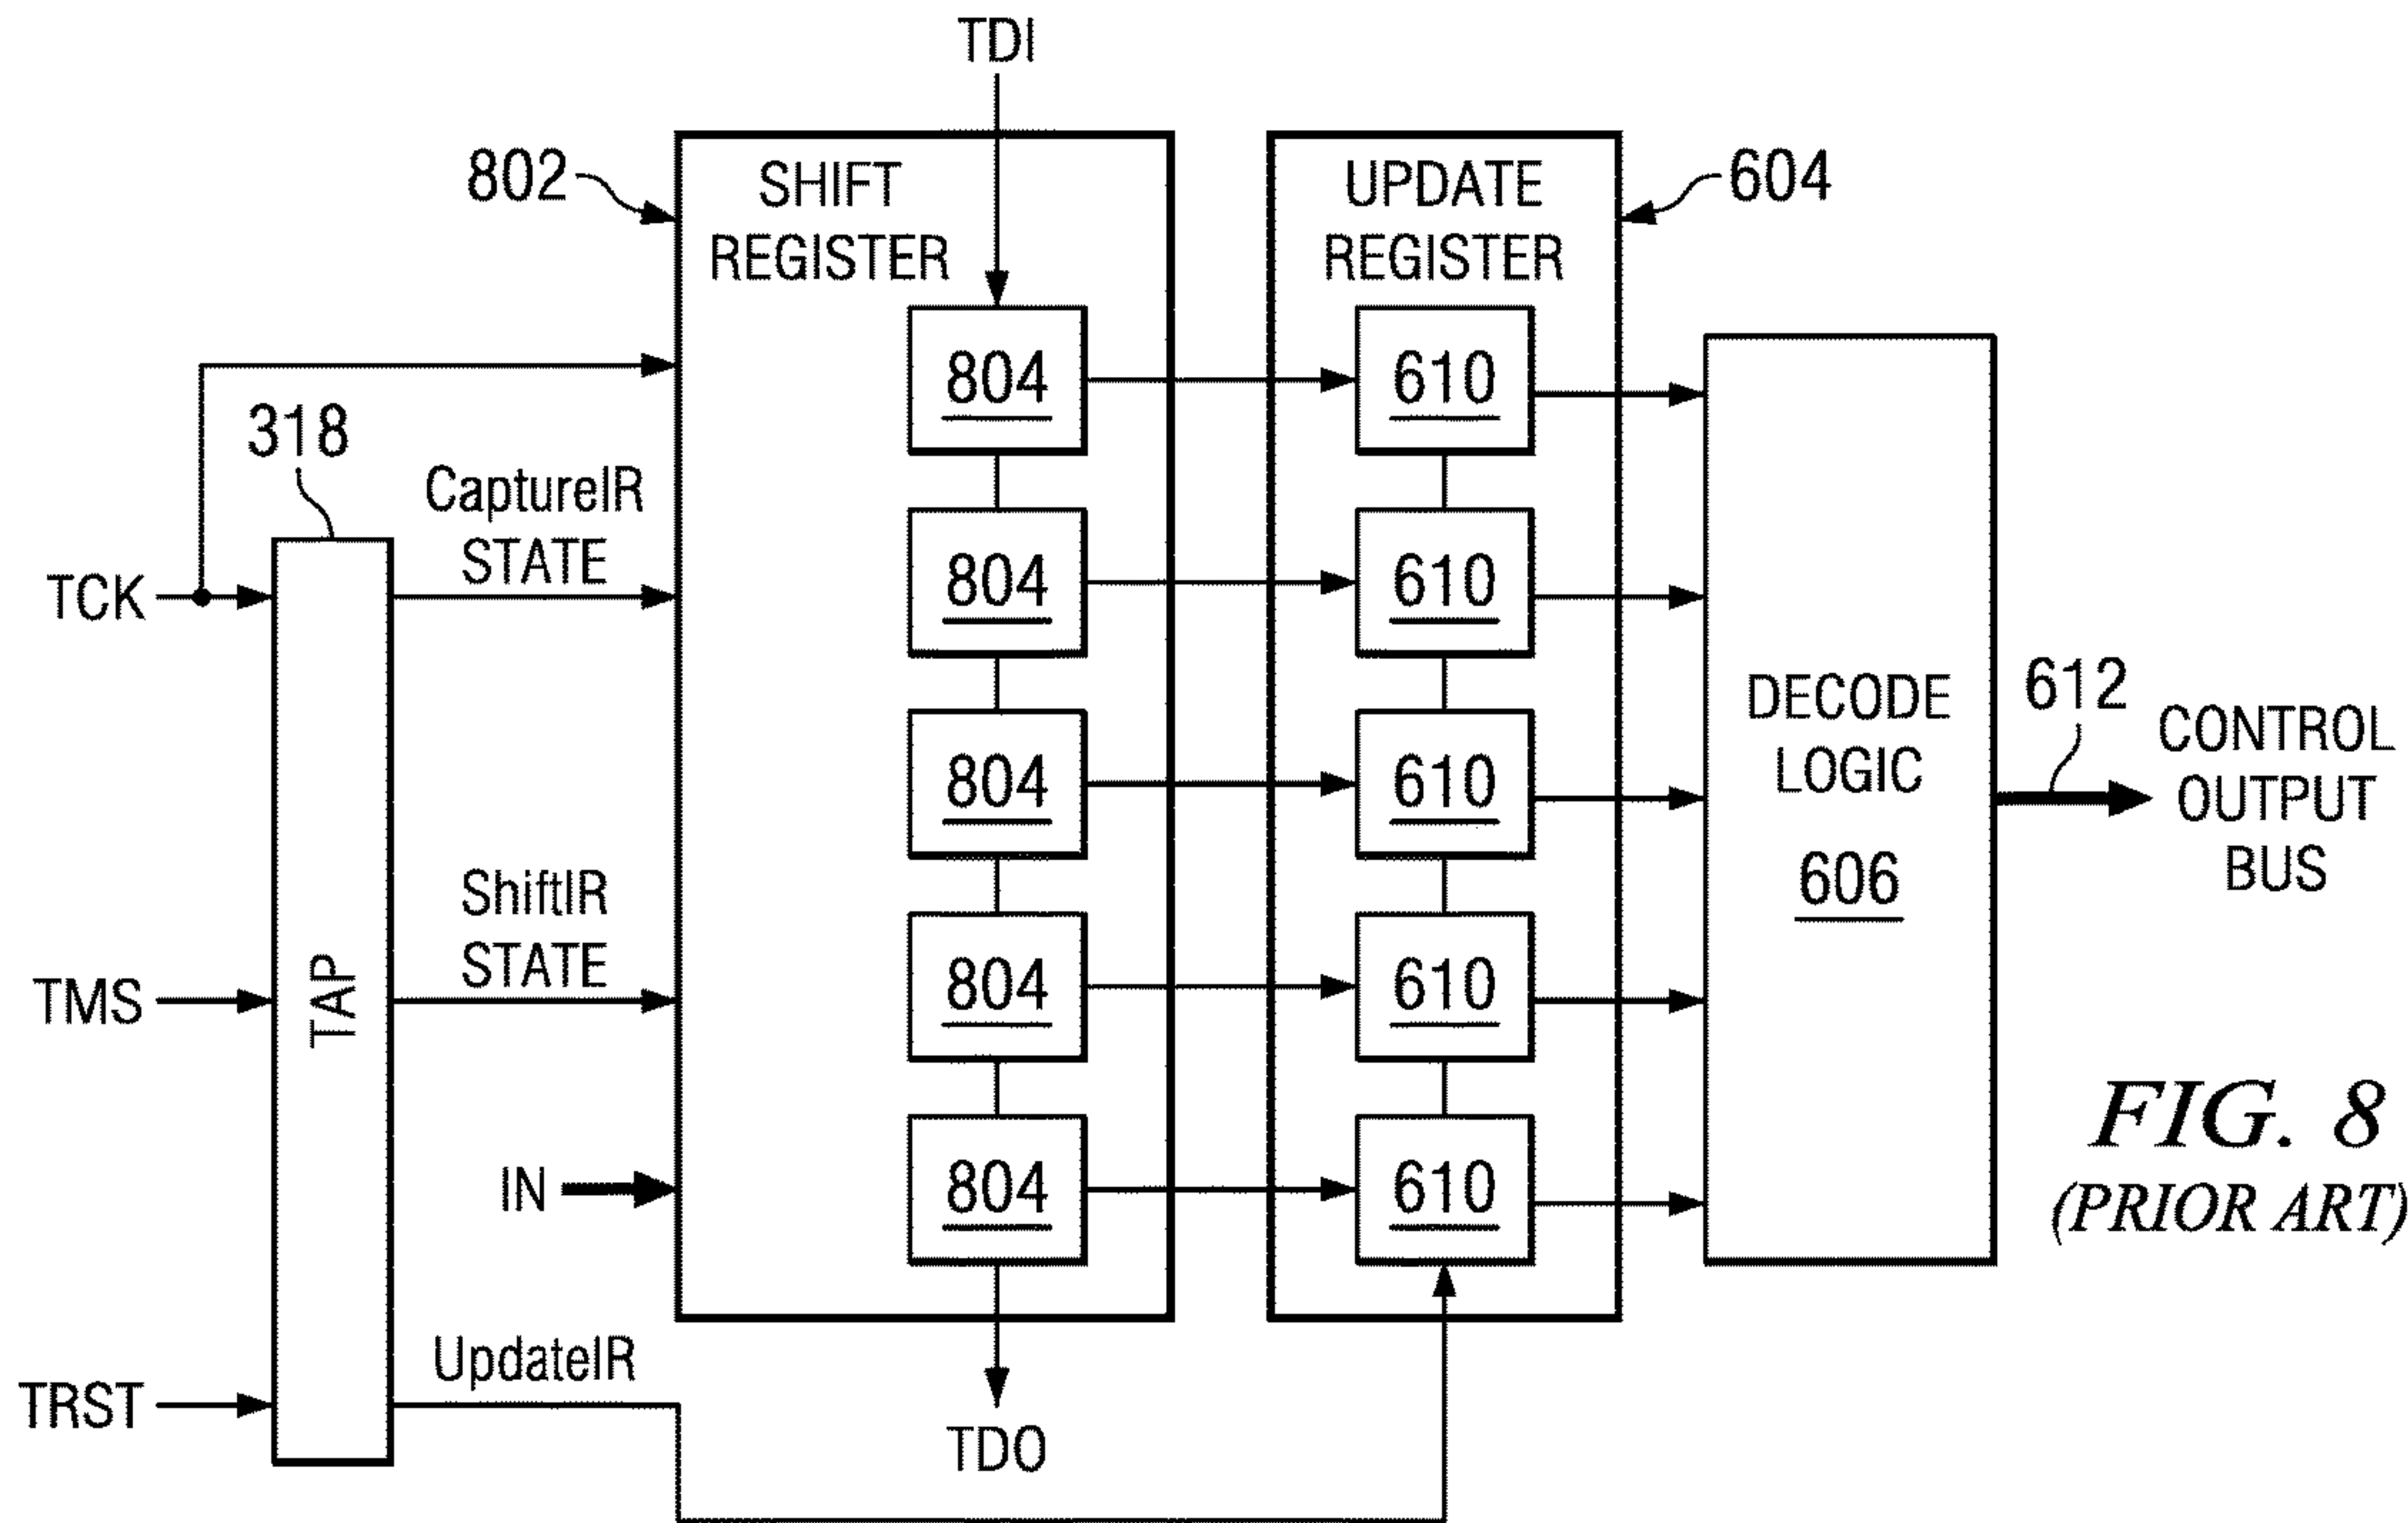 TDI
802
SHIFT
REGISTER
UPDATE
REGISTER
604
318
CaptureIR
STATE
TCK
ShiftIR
STATE
TMS
TAP
IN
TRST
UpdateIR
804
804
804
804
804
610
610
610
610
610
TDO
DECODE
LOGIC
606
612
CONTROL
OUTPUT
BUS
FIG. 8
(PRIOR ART)